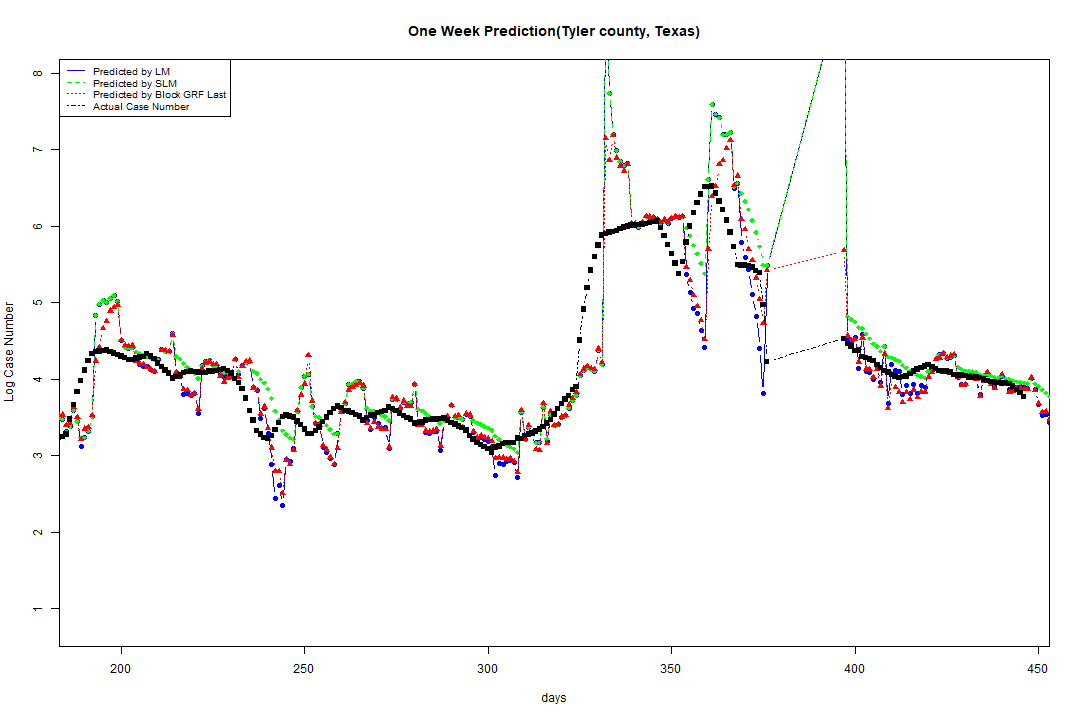 One Week Prediction(Tyler county, Texas)
Predicted by LM
Predicted by SLM
Predicted by Block GRF Last
Actual Case Number
Log Case Number
8
7
6
5
4
3
2
1
200 250 300 350 400 450
days